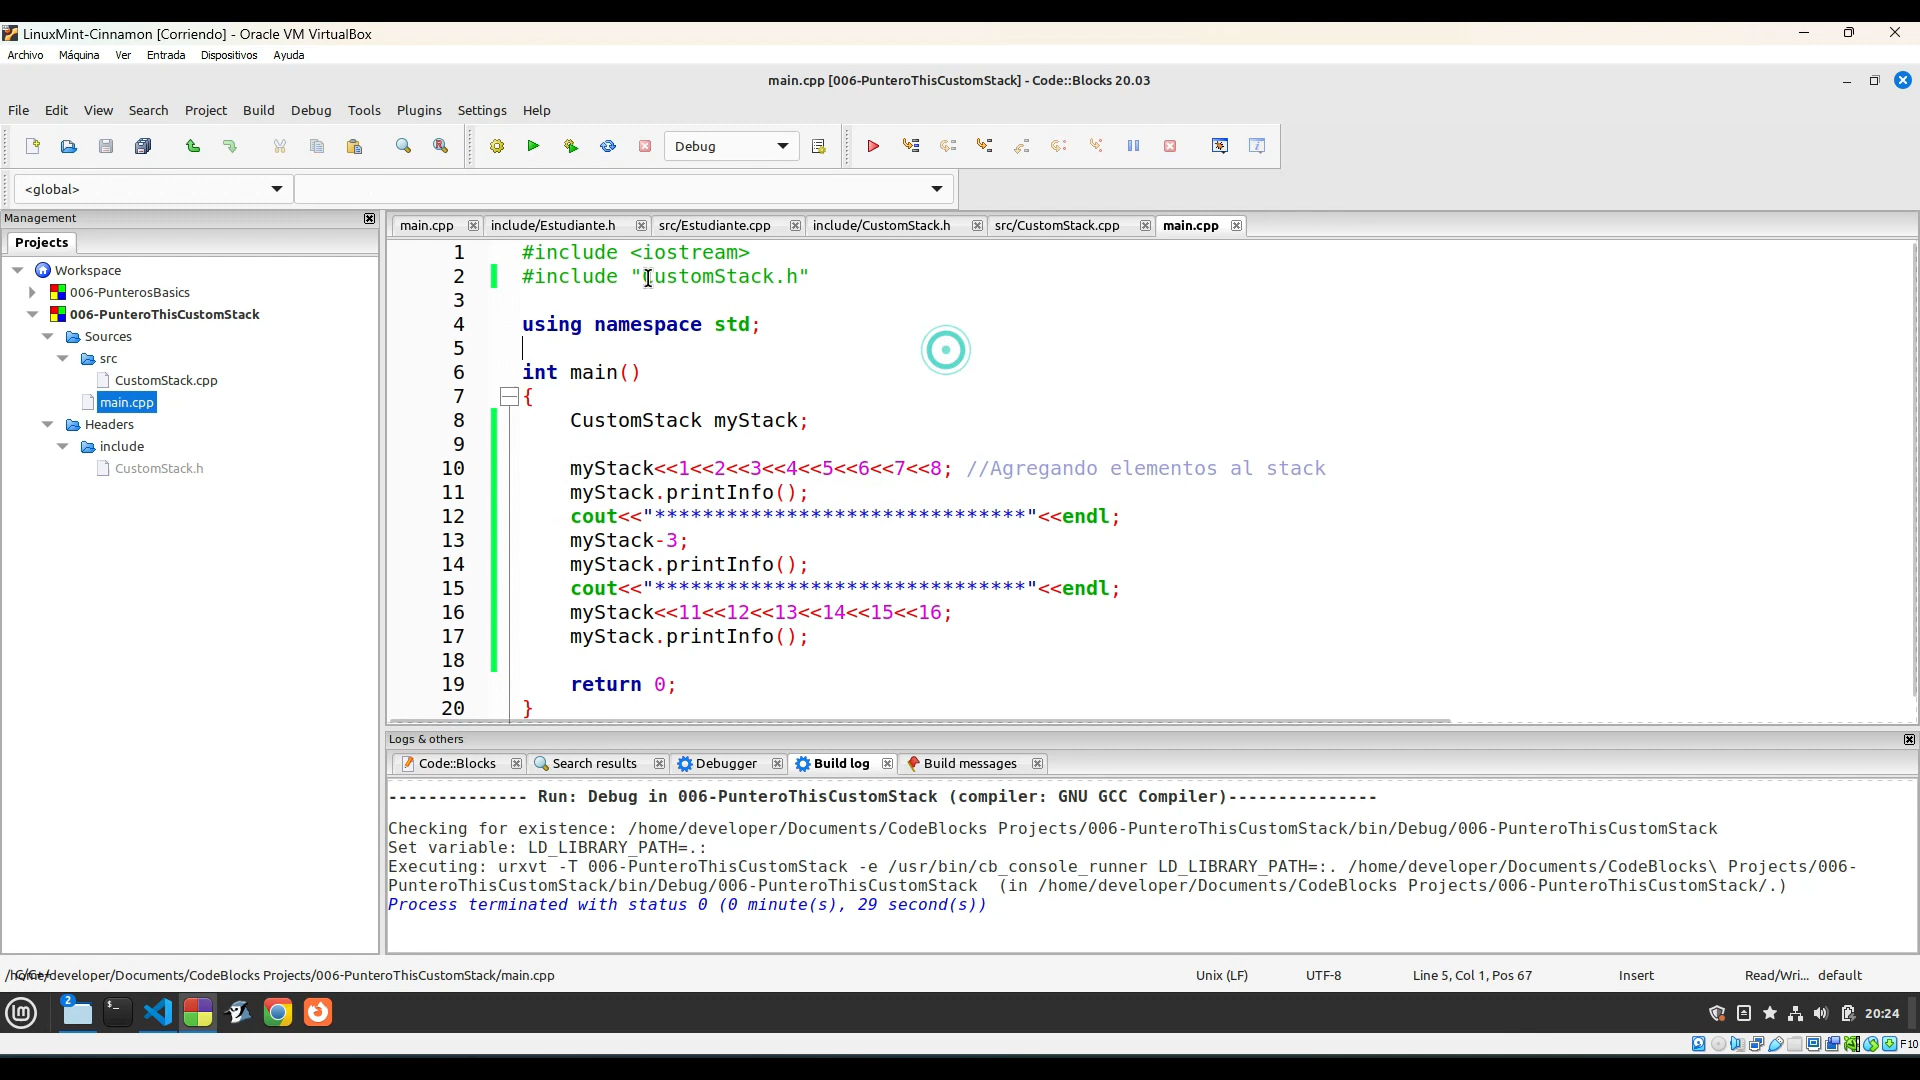 LinuxMint-Cinnamon [Corriendo] - Oracle VM VirtualBox
Archivo Máquina Ver Entrada Dispositivos Ayuda
main.cpp [006-PunteroThisCustomStack] - Code::Blocks 20.03
File Edit View Search Project Build Debug Tools Plugins Settings Help
Debug
<global>
Management
Projects
Workspace
006-PunterosBasics
006-PunteroThisCustomStack
Sources
src
CustomStack.cpp
main.cpp
Headers
include
CustomStack.h
main.cpp include/Estudiante.h src/Estudiante.cpp include/CustomStack.h src/CustomStack.cpp main.cpp
1 #include <iostream>
2 #include "CustomStack.h"
3
4 using namespace std;
5
6 int main()
7 {
8 CustomStack myStack;
9
10 myStack<<1<<2<<3<<4<<5<<6<<7<<8; //Agregando elementos al stack
11 myStack.printInfo();
12 cout<<"*******************************"<<endl;
13 myStack-3;
14 myStack.printInfo();
15 cout<<"*******************************"<<endl;
16 myStack<<11<<12<<13<<14<<15<<16;
17 myStack.printInfo();
18
19 return 0;
20 }
Logs & others
Code::Blocks Search results Debugger Build log Build messages
-------------- Run: Debug in 006-PunteroThisCustomStack (compiler: GNU GCC Compiler)---------------
Checking for existence: /home/developer/Documents/CodeBlocks Projects/006-PunteroThisCustomStack/bin/Debug/006-PunteroThisCustomStack
Set variable: LD_LIBRARY_PATH=.:
Executing: urxvt -T 006-PunteroThisCustomStack -e /usr/bin/cb_console_runner LD_LIBRARY_PATH=:. /home/developer/Documents/CodeBlocks\ Projects/006-
PunteroThisCustomStack/bin/Debug/006-PunteroThisCustomStack (in /home/developer/Documents/CodeBlocks Projects/006-PunteroThisCustomStack/.)
Process terminated with status 0 (0 minute(s), 29 second(s))
/home/developer/Documents/CodeBlocks Projects/006-PunteroThisCustomStack/main.cpp C/C++ Unix (LF) UTF-8 Line 5, Col 1, Pos 67 Insert Read/Wri... default
2
20:24
F10